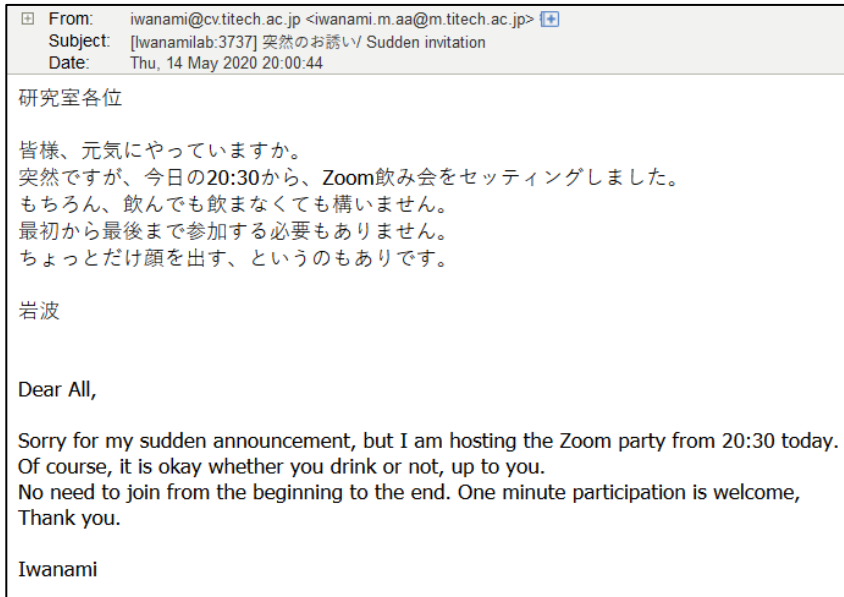 From: iwanami@cv.titech.ac.jp <iwanami.m.aa@m.titech.ac.jp>
Subject: [Iwanamilab:3737] 突然のお誘い/ Sudden invitation
Date: Thu, 14 May 2020 20:00:44
研究室各位
皆様、元気にやっていますか。
突然ですが、今日の20:30から、Zoom飲み会をセッティングしました。
もちろん、飲んでも飲まなくても構いません。
最初から最後まで参加する必要もありません。
ちょっとだけ顔を出す、というのもありです。
岩波
Dear All,
Sorry for my sudden announcement, but I am hosting the Zoom party from 20:30 today.
Of course, it is okay whether you drink or not, up to you.
No need to join from the beginning to the end. One minute participation is welcome,
Thank you.
Iwanami